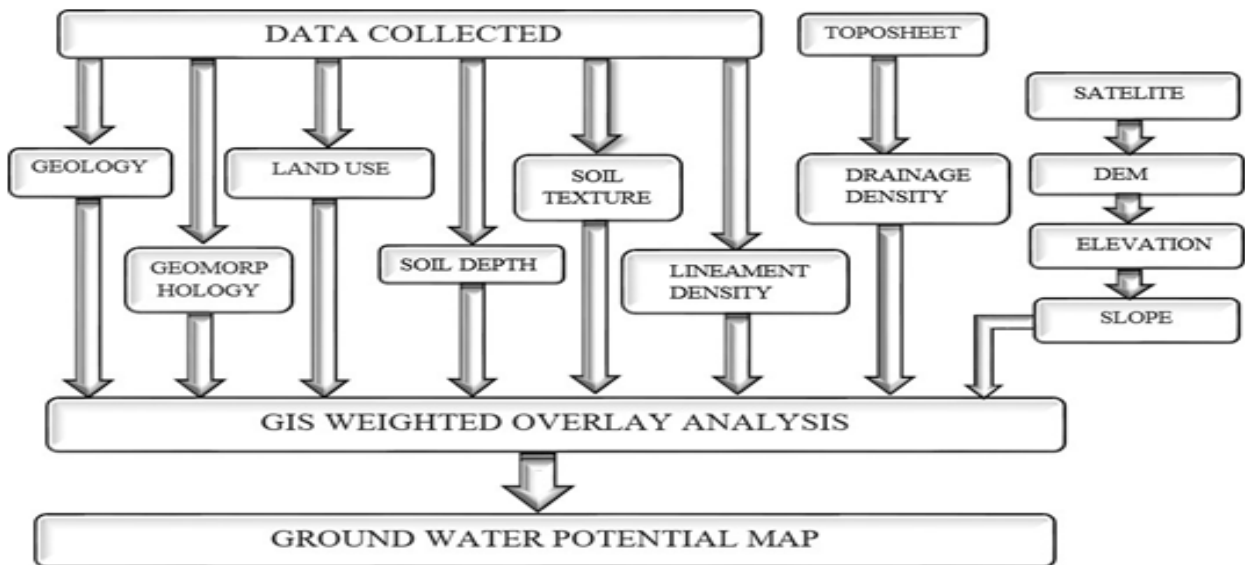 DATA COLLECTED
TOPOSHEET
SATELITE
GEOLOGY
LAND USE
SOIL
TEXTURE
DRAINAGE
DENSITY
DEM
GEOMORP
HOLOGY
SOIL DEPTH
LINEAMENT
DENSITY
ELEVATION
SLOPE
GIS WEIGHTED OVERLAY ANALYSIS
GROUND WATER POTENTIAL MAP